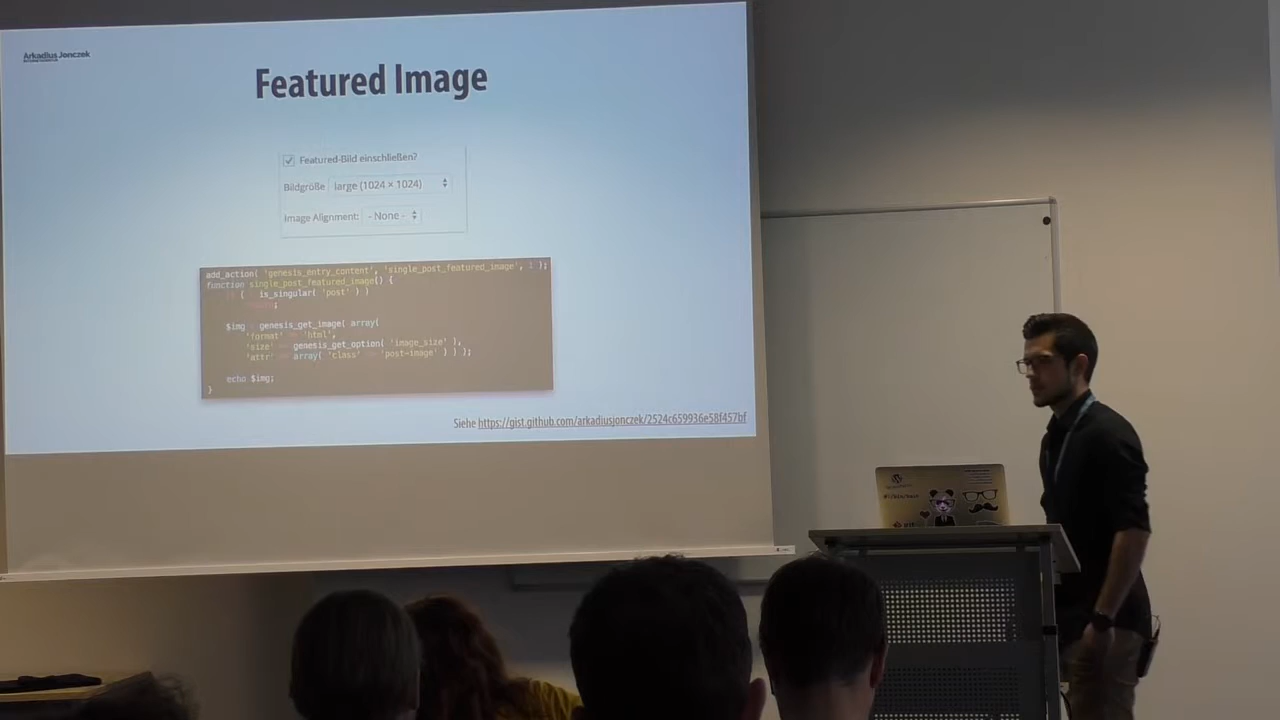 Arkadius Jonczek
Featured Image
Featured-Bild einschließen?
Bildgröße large (1024 × 1024)
Image Alignment: - None -
add_action( 'genesis_entry_content', 'single_post_featured_image', 1 );
function single_post_featured_image() {
( is_singular( 'post' ) )
;
$img genesis_get_image( array(
'format' 'html',
'size' genesis_get_option( 'image_size' ),
'attr' array( 'class' 'post-image' ) ) );
echo $img;
}
Siehe https://gist.github.com/arkadiusjonczek/2524c659936e58f457bf
git